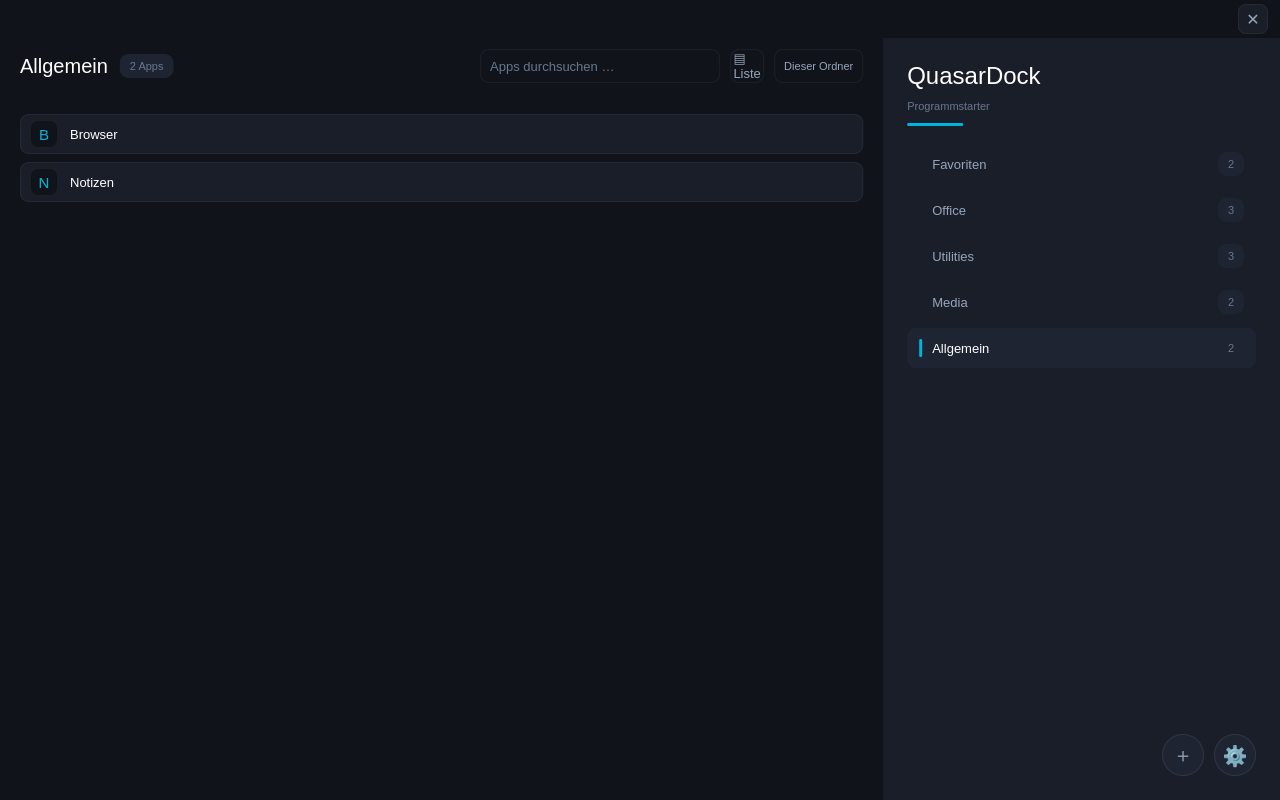 ✕
Allgemein
2 Apps
Apps durchsuchen …
▤
Liste
Dieser Ordner
B
Browser
N
Notizen
QuasarDock
Programmstarter
Favoriten
2
Office
3
Utilities
3
Media
2
Allgemein
2
+